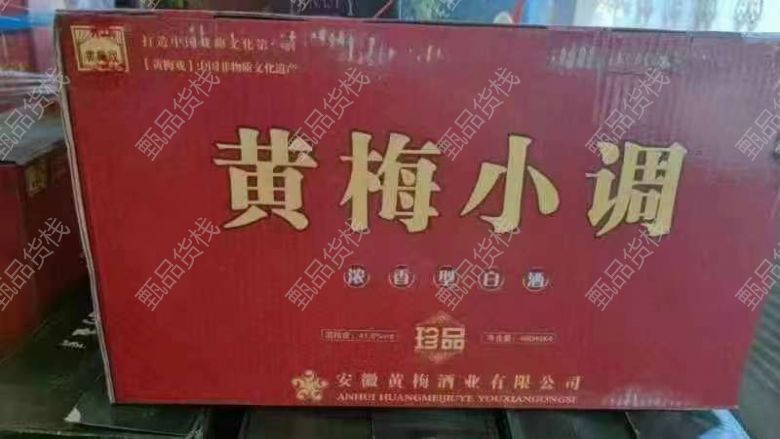 打造中国戏曲文化第一
【黄梅戏】中国非物质文化遗产
黄梅小调
浓香型白酒
珍品
安徽黄梅酒业有限公司
ANHUI HUANGMEIJIUYE YOUXIANGONGSI
甄品货栈